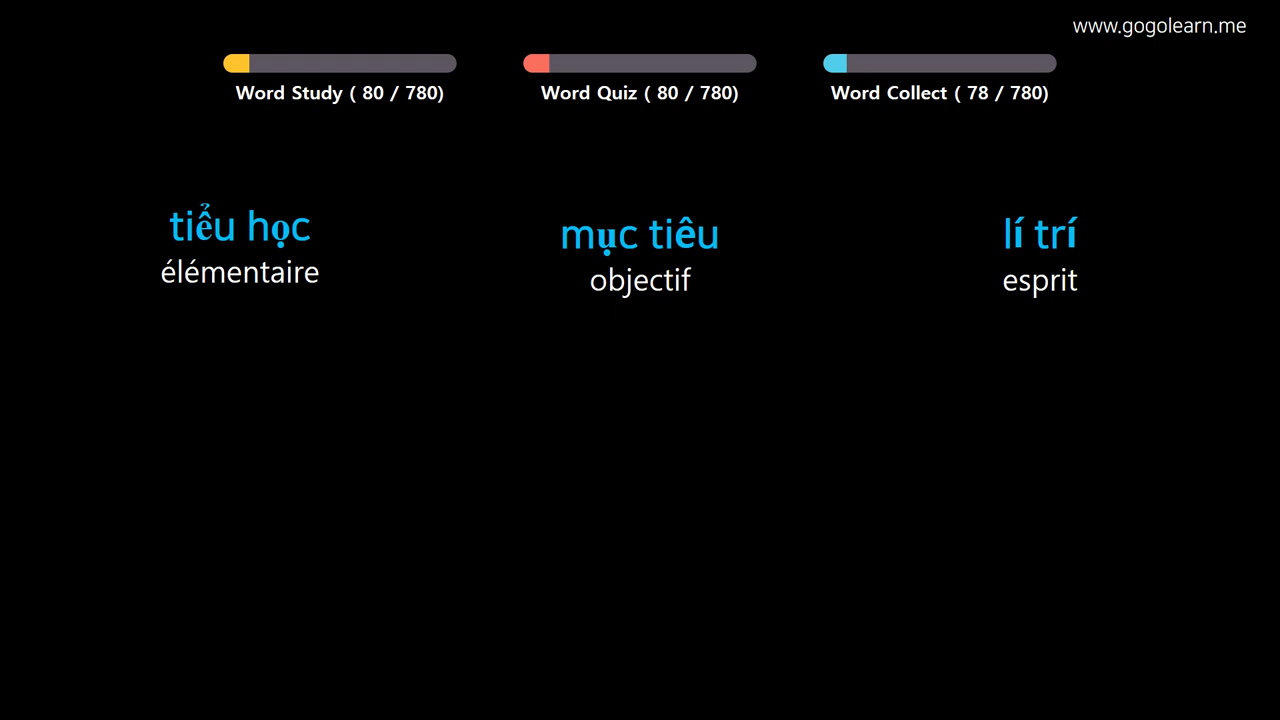 www.gogolearn.me
Word Study ( 80 / 780)
Word Quiz ( 80 / 780)
Word Collect ( 78 / 780)
tiểu học
élémentaire
mục tiêu
objectif
lí trí
esprit